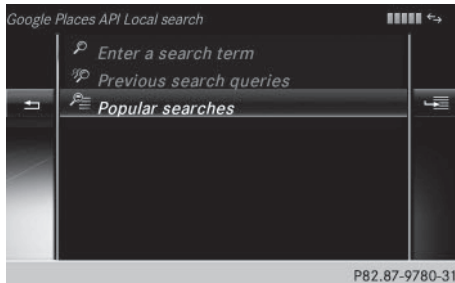 Google Places API Local search
Enter a search term
Previous search queries
Popular searches
P82.87-9780-31